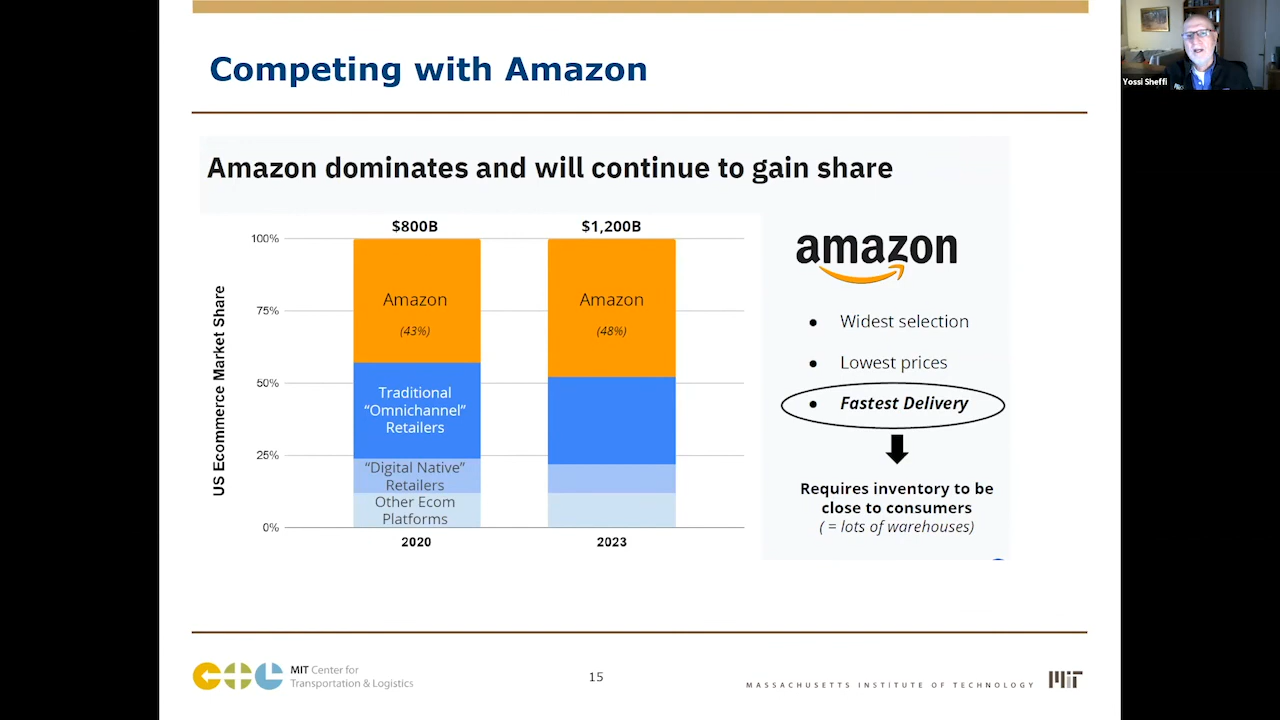 Competing with Amazon
Yossi Sheffi
Amazon dominates and will continue to gain share
$800B
$1,200B
100%
75%
50%
25%
0%
US Ecommerce Market Share
Amazon
(43%)
Traditional
“Omnichannel”
Retailers
“Digital Native”
Retailers
Other Ecom
Platforms
Amazon
(48%)
2020
2023
amazon
• Widest selection
• Lowest prices
• Fastest Delivery
Requires inventory to be
close to consumers
( = lots of warehouses)
MIT Center for
Transportation & Logistics
15
MASSACHUSETTS INSTITUTE OF TECHNOLOGY
MIT